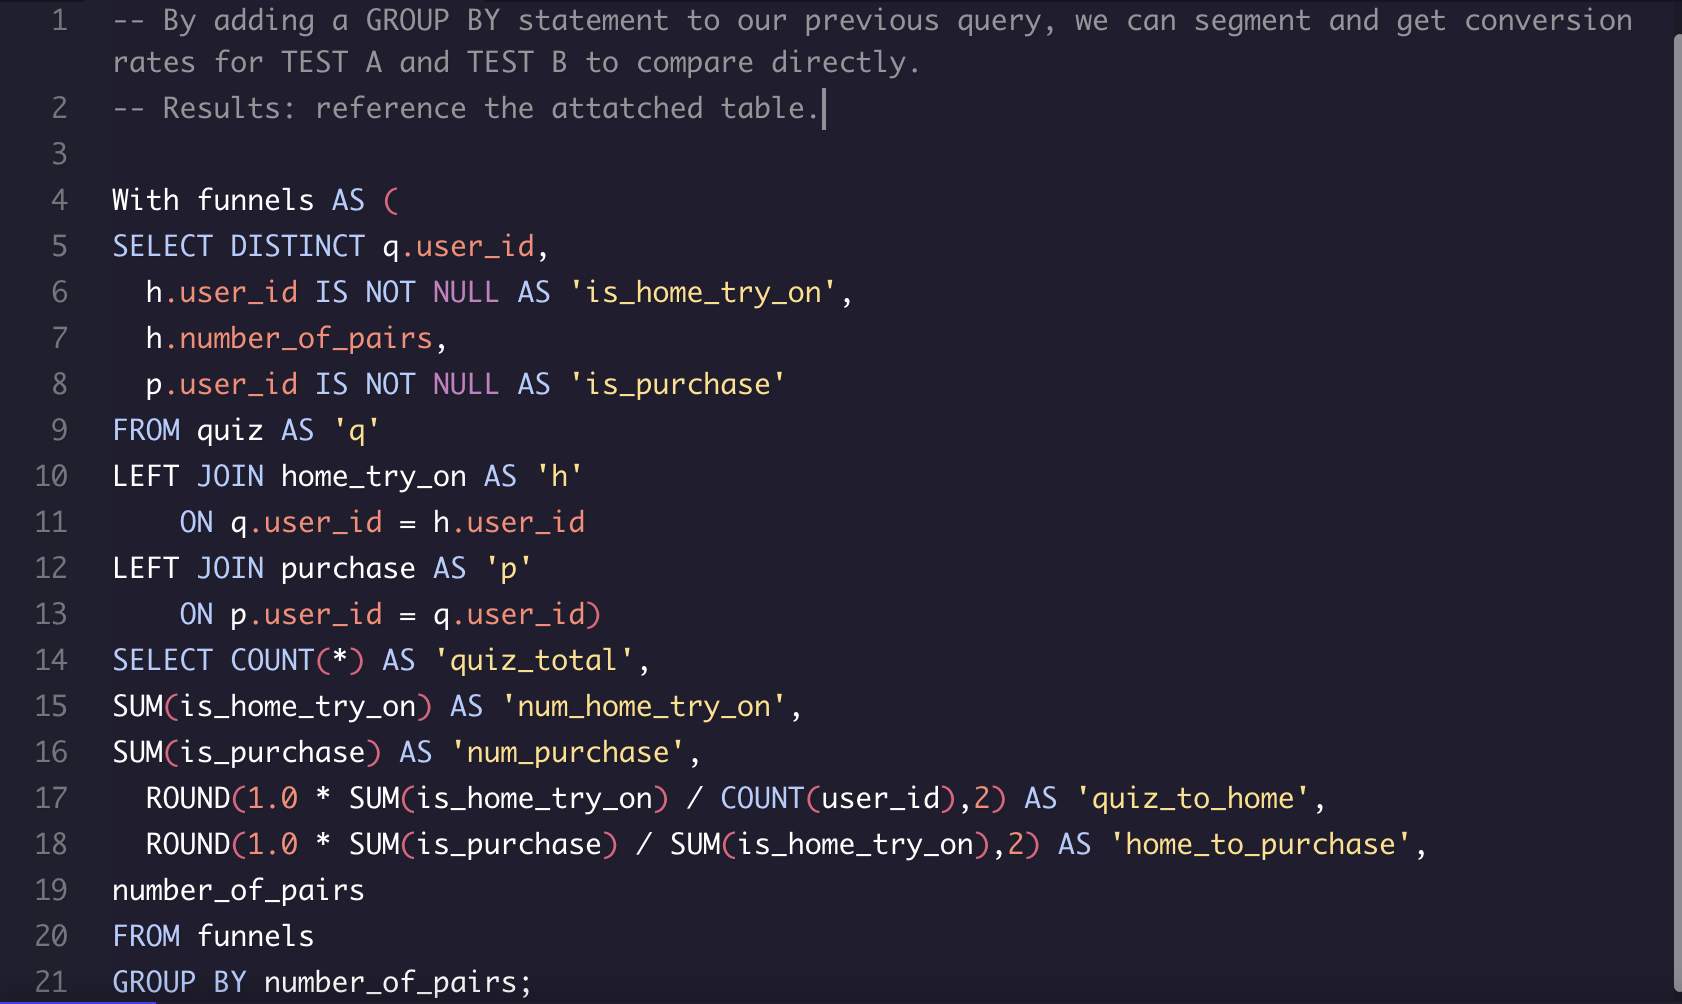 1 -- By adding a GROUP BY statement to our previous query, we can segment and get conversion
rates for TEST A and TEST B to compare directly.
2 -- Results: reference the attatched table.
3
4 With funnels AS (
5 SELECT DISTINCT q.user_id,
6   h.user_id IS NOT NULL AS 'is_home_try_on',
7   h.number_of_pairs,
8   p.user_id IS NOT NULL AS 'is_purchase'
9 FROM quiz AS 'q'
10 LEFT JOIN home_try_on AS 'h'
11     ON q.user_id = h.user_id
12 LEFT JOIN purchase AS 'p'
13     ON p.user_id = q.user_id)
14 SELECT COUNT(*) AS 'quiz_total',
15 SUM(is_home_try_on) AS 'num_home_try_on',
16 SUM(is_purchase) AS 'num_purchase',
17   ROUND(1.0 * SUM(is_home_try_on) / COUNT(user_id),2) AS 'quiz_to_home',
18   ROUND(1.0 * SUM(is_purchase) / SUM(is_home_try_on),2) AS 'home_to_purchase',
19 number_of_pairs
20 FROM funnels
21 GROUP BY number_of_pairs;